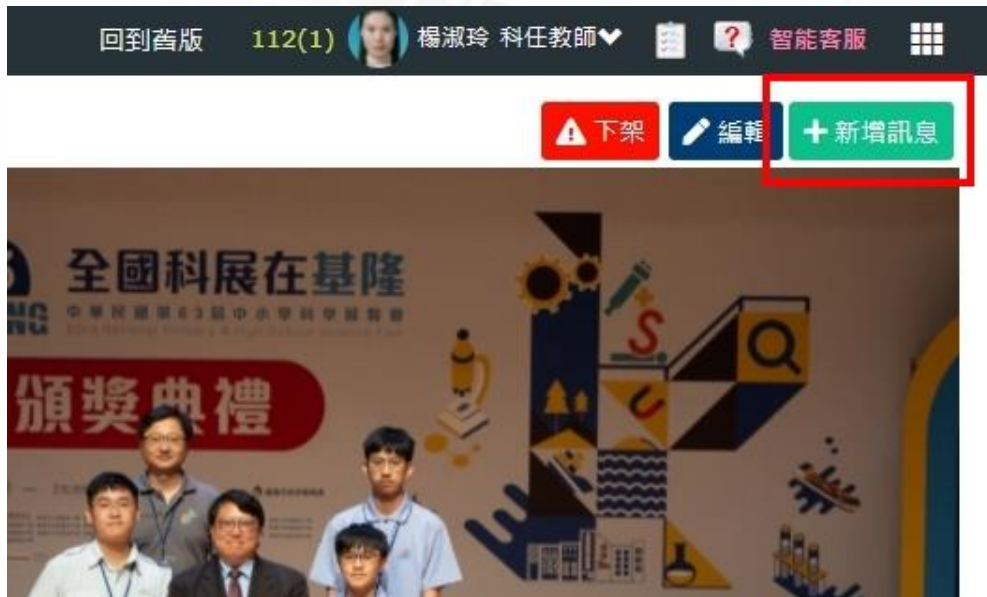 回到舊版 112(1) 楊淑玲 科任教師 智能客服
下架 編輯 新增訊息
全國科展在基隆
NG 中華民國第63屆中小學科學展覽會
頒獎典禮